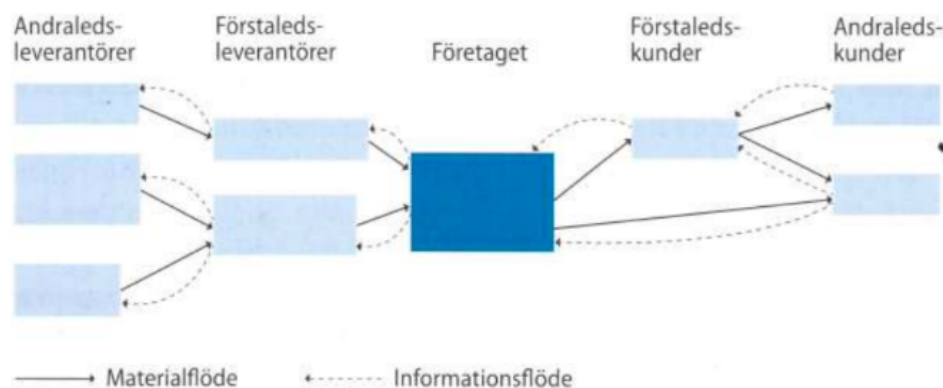 Andraleds-
leverantörer
Förstaleds-
leverantörer
Företaget
Förstaleds-
kunder
Andraleds-
kunder
Materialflöde
Informationsflöde